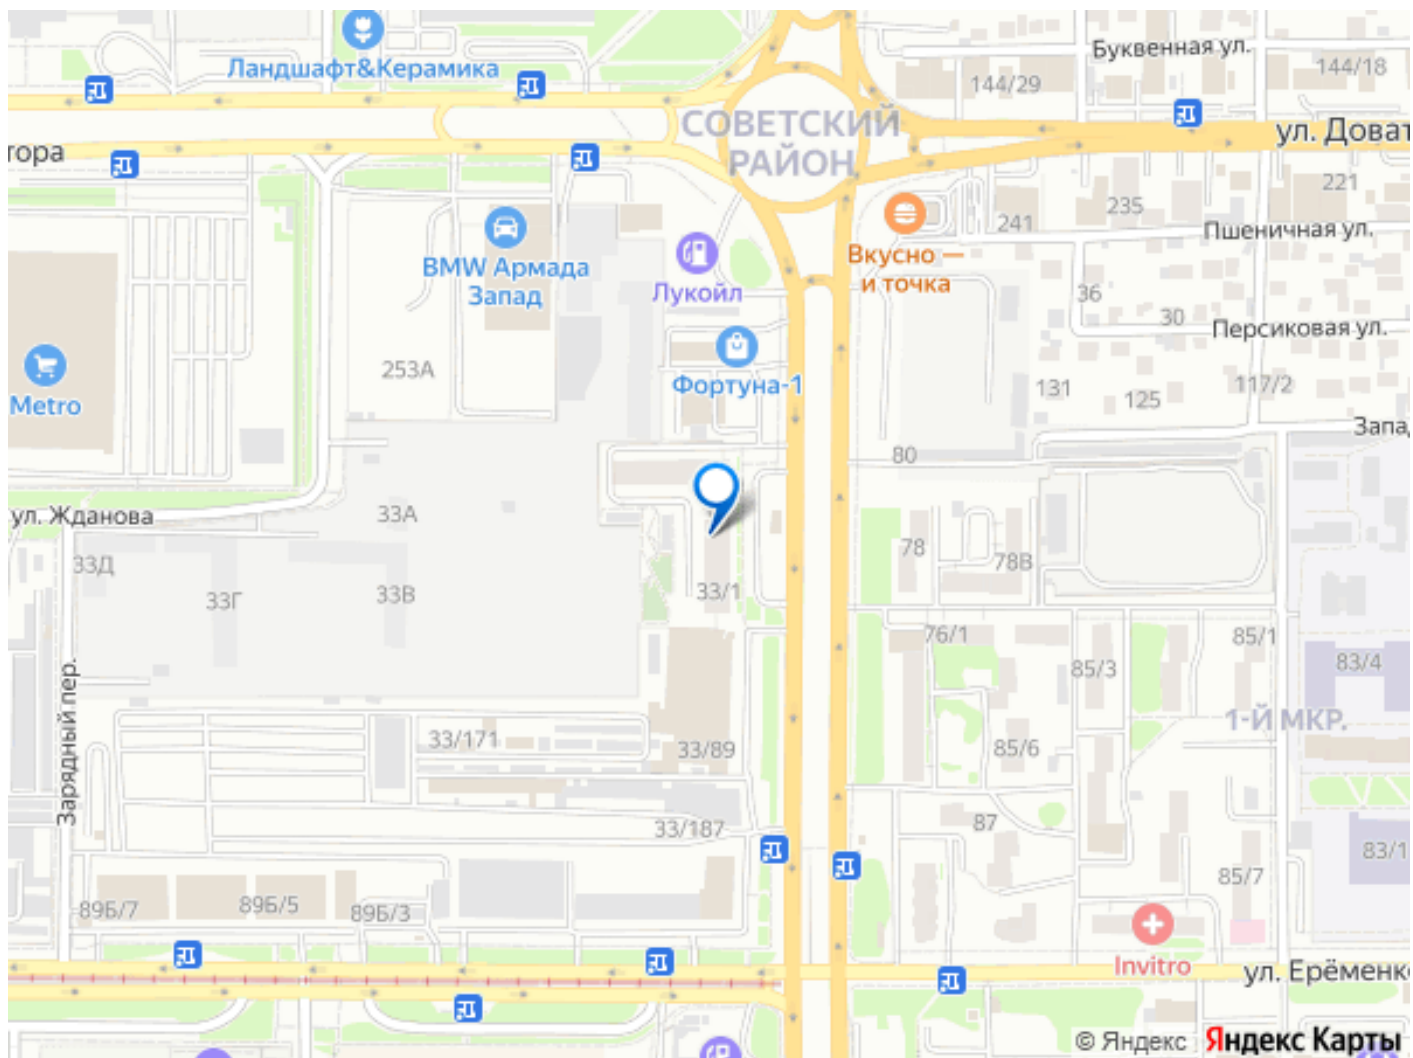 Буквенная ул.
Ландшафт&Керамика
144/29
144/18
СОВЕТСКИЙ
РАЙОН
ул. Доват
тора
221
235
241
Пшеничная ул.
BMW Армада
Запад
Лукойл
Вкусно —
и точка
36
30
Персиковая ул.
253А
Фортуна-1
Metro
131
125
117/2
Запад
80
ул. Жданова
33А
78
78В
33Д
33Г
33В
33/1
76/1
85/3
85/1
83/4
Зарядный пер.
33/171
33/89
85/6
1-Й МКР.
33/187
87
83/1
85/7
89Б/7
89Б/5
89Б/3
Invitro
ул. Ерёменко
© Яндекс Яндекс Карты